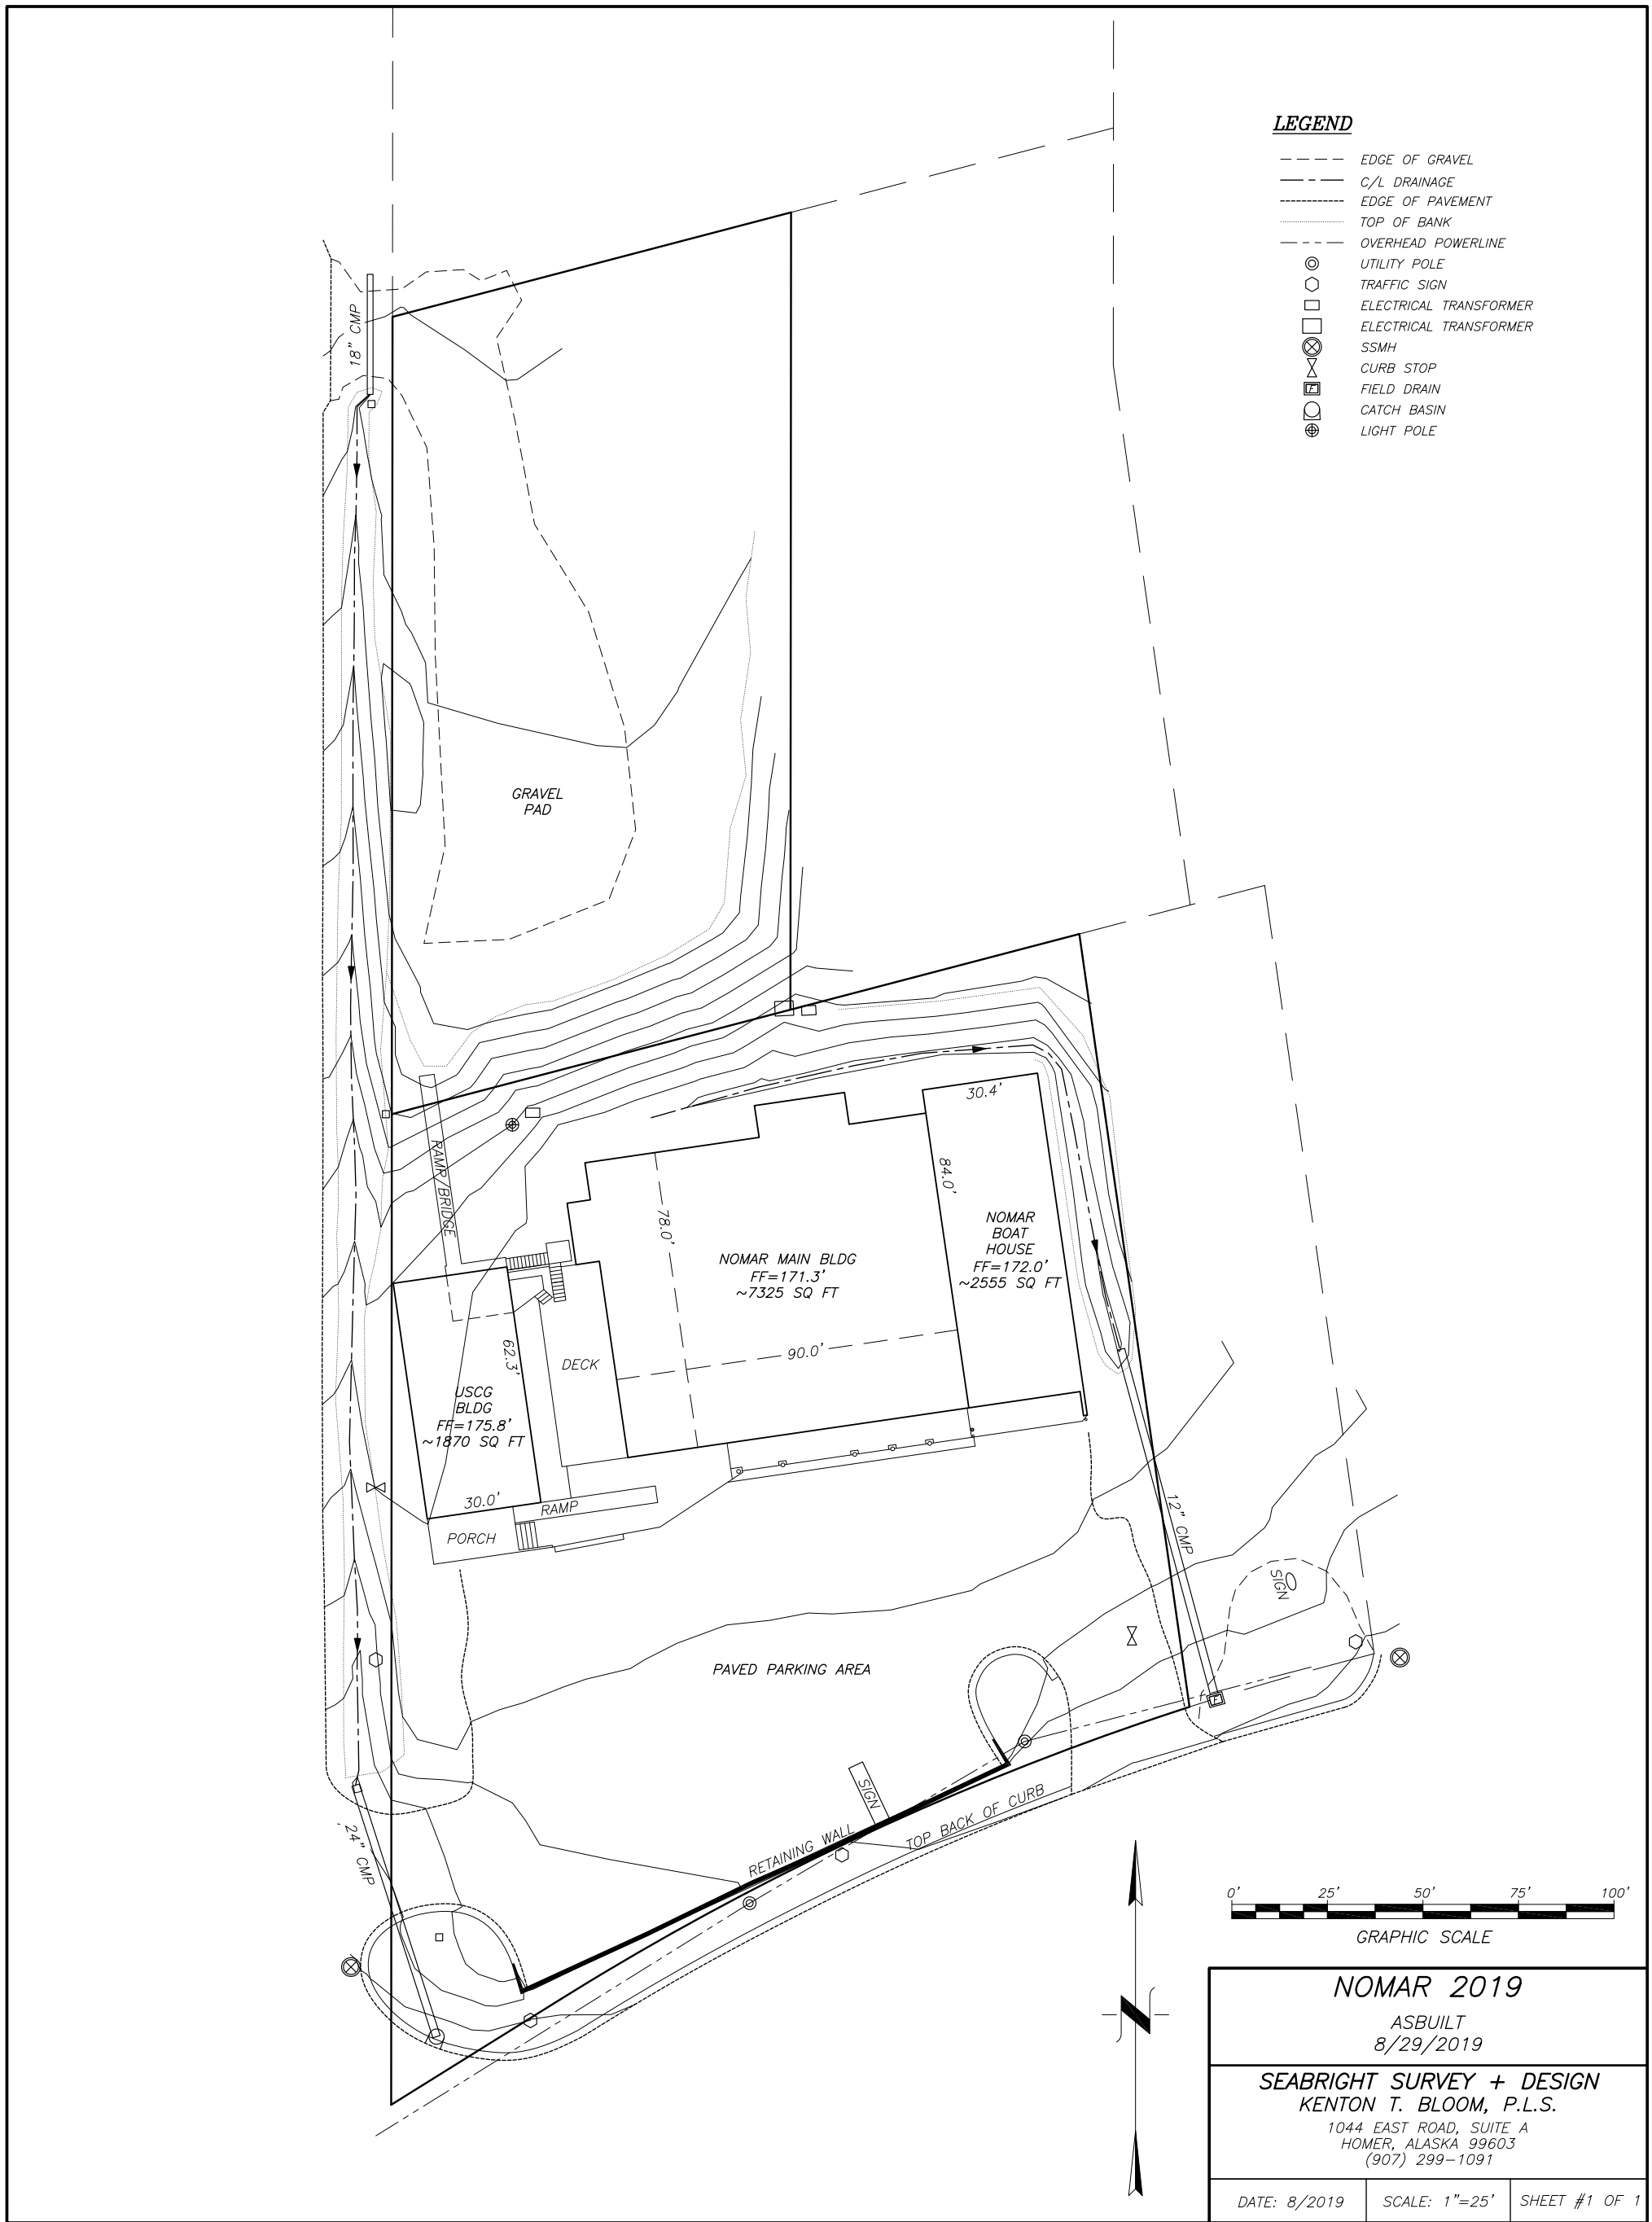 LEGEND
EDGE OF GRAVEL
C/L DRAINAGE
EDGE OF PAVEMENT
TOP OF BANK
OVERHEAD POWERLINE
UTILITY POLE
TRAFFIC SIGN
ELECTRICAL TRANSFORMER
ELECTRICAL TRANSFORMER
SSMH
CURB STOP
F FIELD DRAIN
CATCH BASIN
LIGHT POLE
18" CMP
GRAVEL
PAD
RAMP/BRIDGE
30.4'
84.0'
78.0'
NOMAR
BOAT
HOUSE
FF=172.0'
~2555 SQ FT
NOMAR MAIN BLDG
FF=171.3'
~7325 SQ FT
90.0'
62.3'
DECK
USCG
BLDG
FF=175.8'
~1870 SQ FT
30.0'
RAMP
PORCH
12" CMP
SIGN
PAVED PARKING AREA
F
SIGN
TOP BACK OF CURB
RETAINING WALL
24" CMP
N
0' 25' 50' 75' 100'
GRAPHIC SCALE
NOMAR 2019
ASBUILT
8/29/2019
SEABRIGHT SURVEY + DESIGN
KENTON T. BLOOM, P.L.S.
1044 EAST ROAD, SUITE A
HOMER, ALASKA 99603
(907) 299-1091
DATE: 8/2019 SCALE: 1"=25' SHEET #1 OF 1